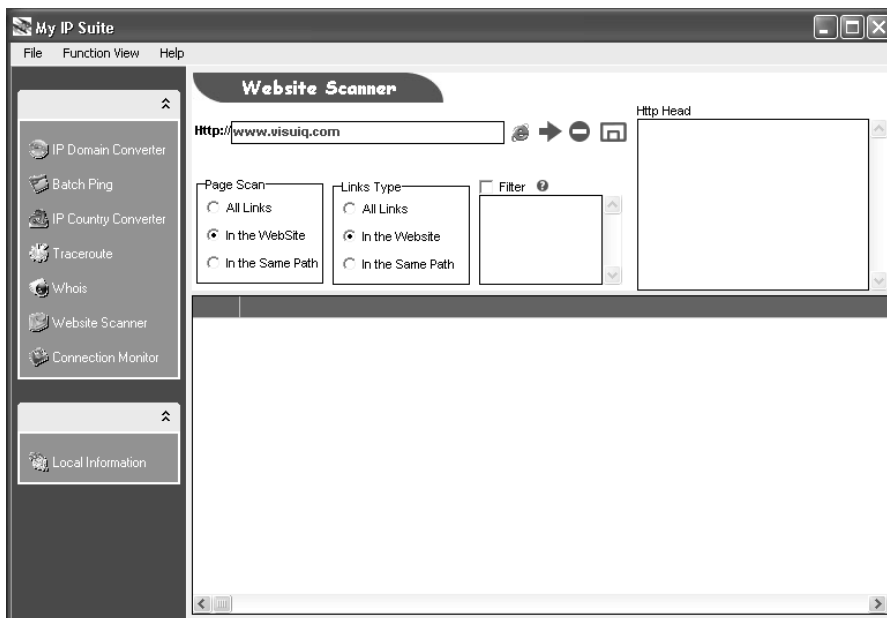 My IP Suite
File Function View Help
Website Scanner
Http://www.visuiq.com
Http Head
IP Domain Converter
Batch Ping
IP Country Converter
Traceroute
Whois
Website Scanner
Connection Monitor
Local Information
Page Scan
All Links
In the WebSite
In the Same Path
Links Type
All Links
In the Website
In the Same Path
Filter